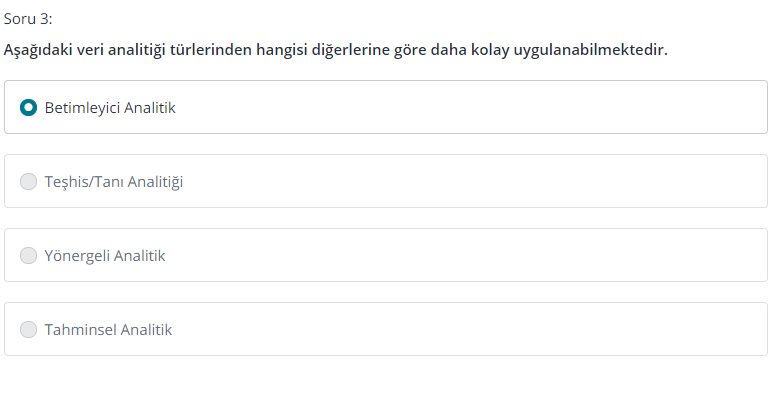 Soru 3:
Aşağıdaki veri analitiği türlerinden hangisi diğerlerine göre daha kolay uygulanabilmektedir.
Betimleyici Analitik
Teşhis/Tanı Analitiği
Yönergeli Analitik
Tahminsel Analitik